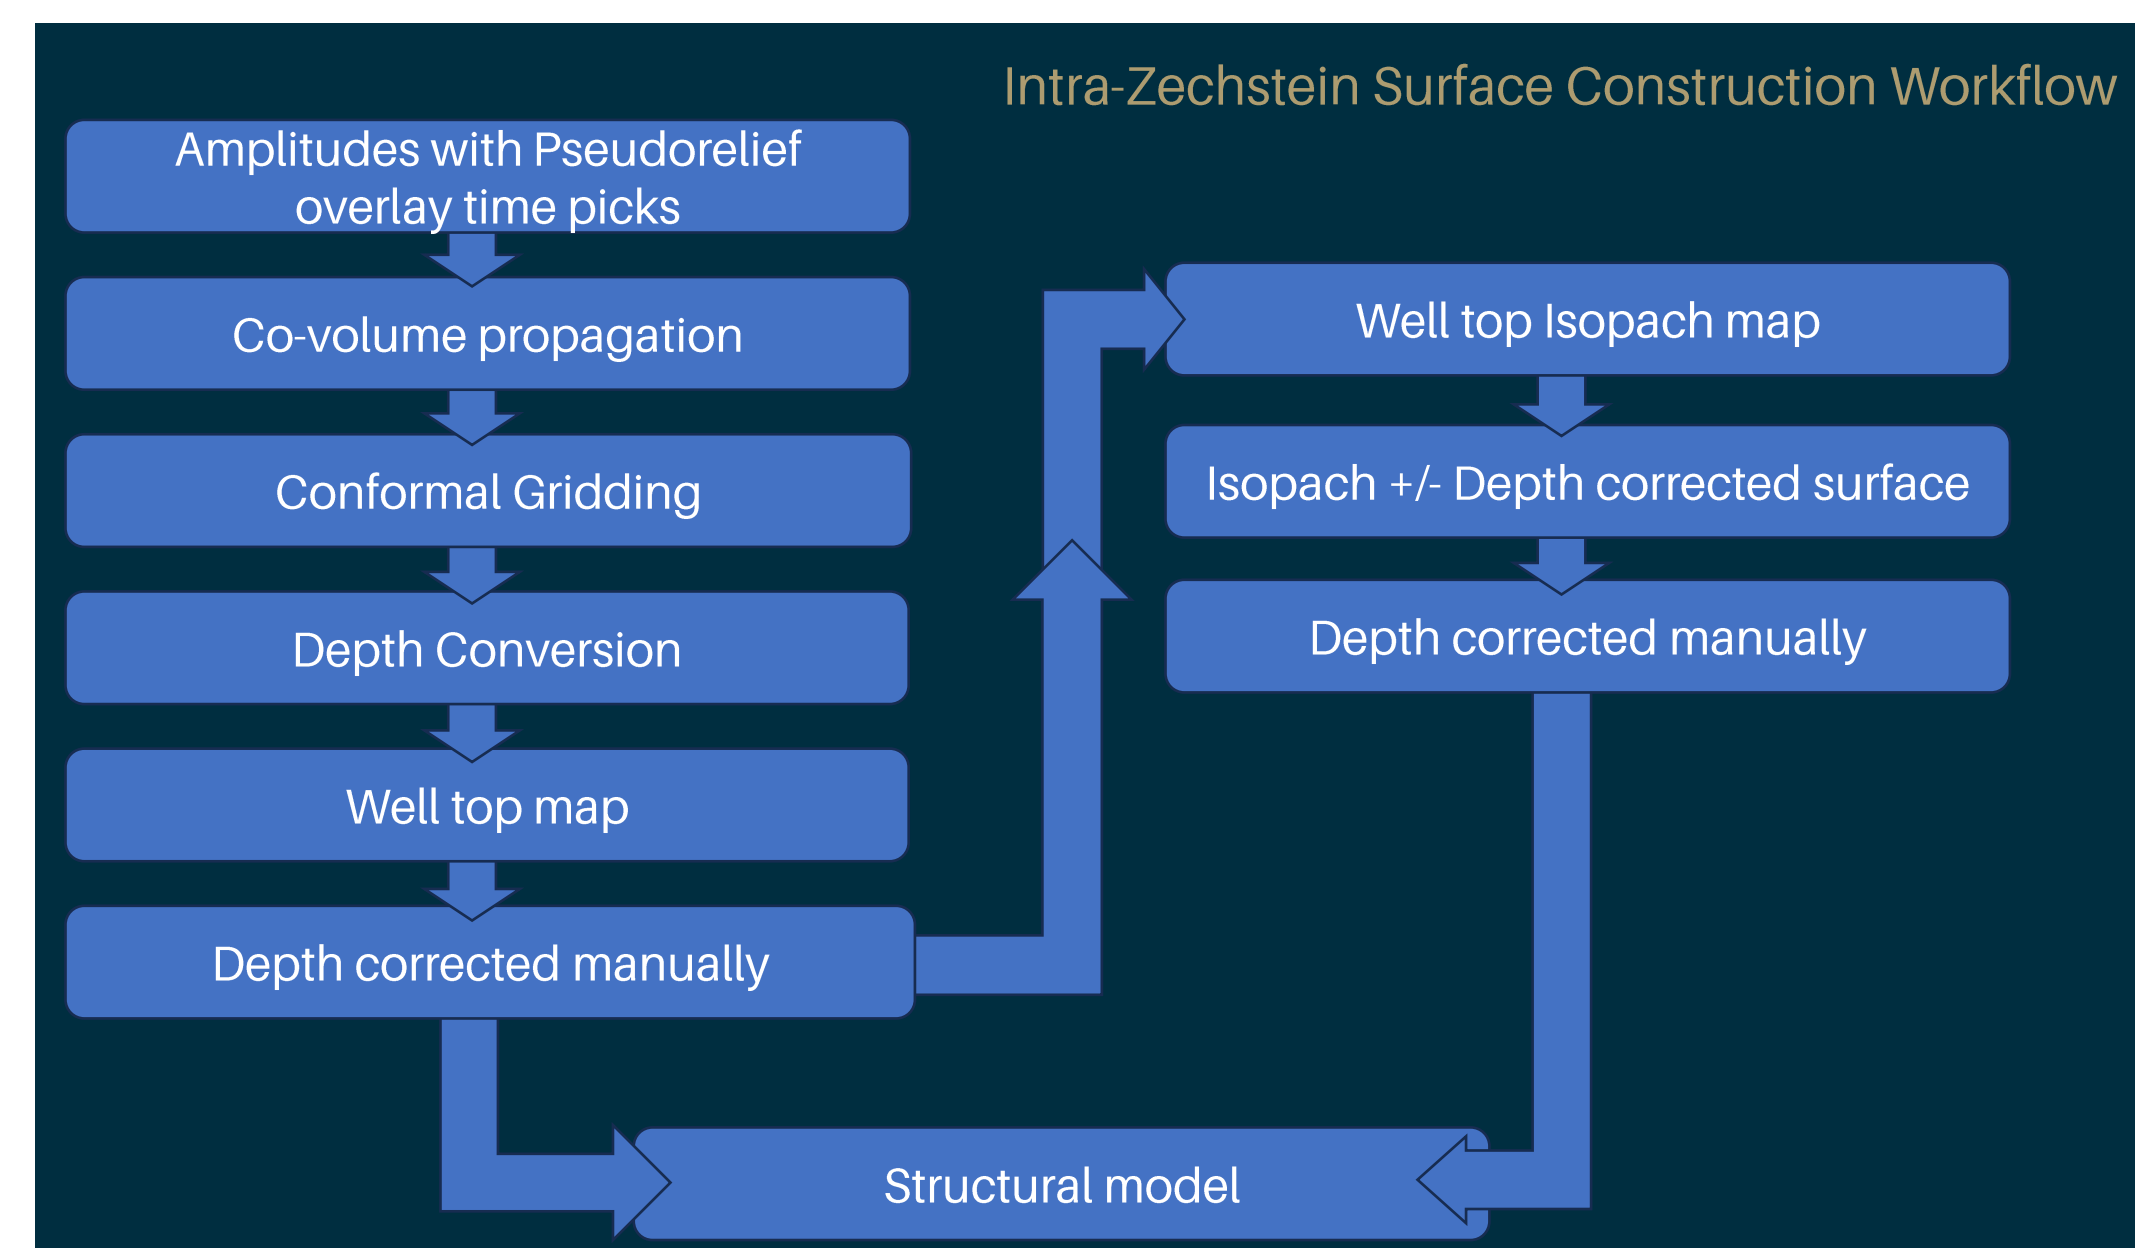 Intra-Zechstein Surface Construction Workflow
Amplitudes with Pseudorelief
overlay time picks
Co-volume propagation
Conformal Gridding
Depth Conversion
Well top map
Depth corrected manually
Well top Isopach map
Isopach +/- Depth corrected surface
Depth corrected manually
Structural model